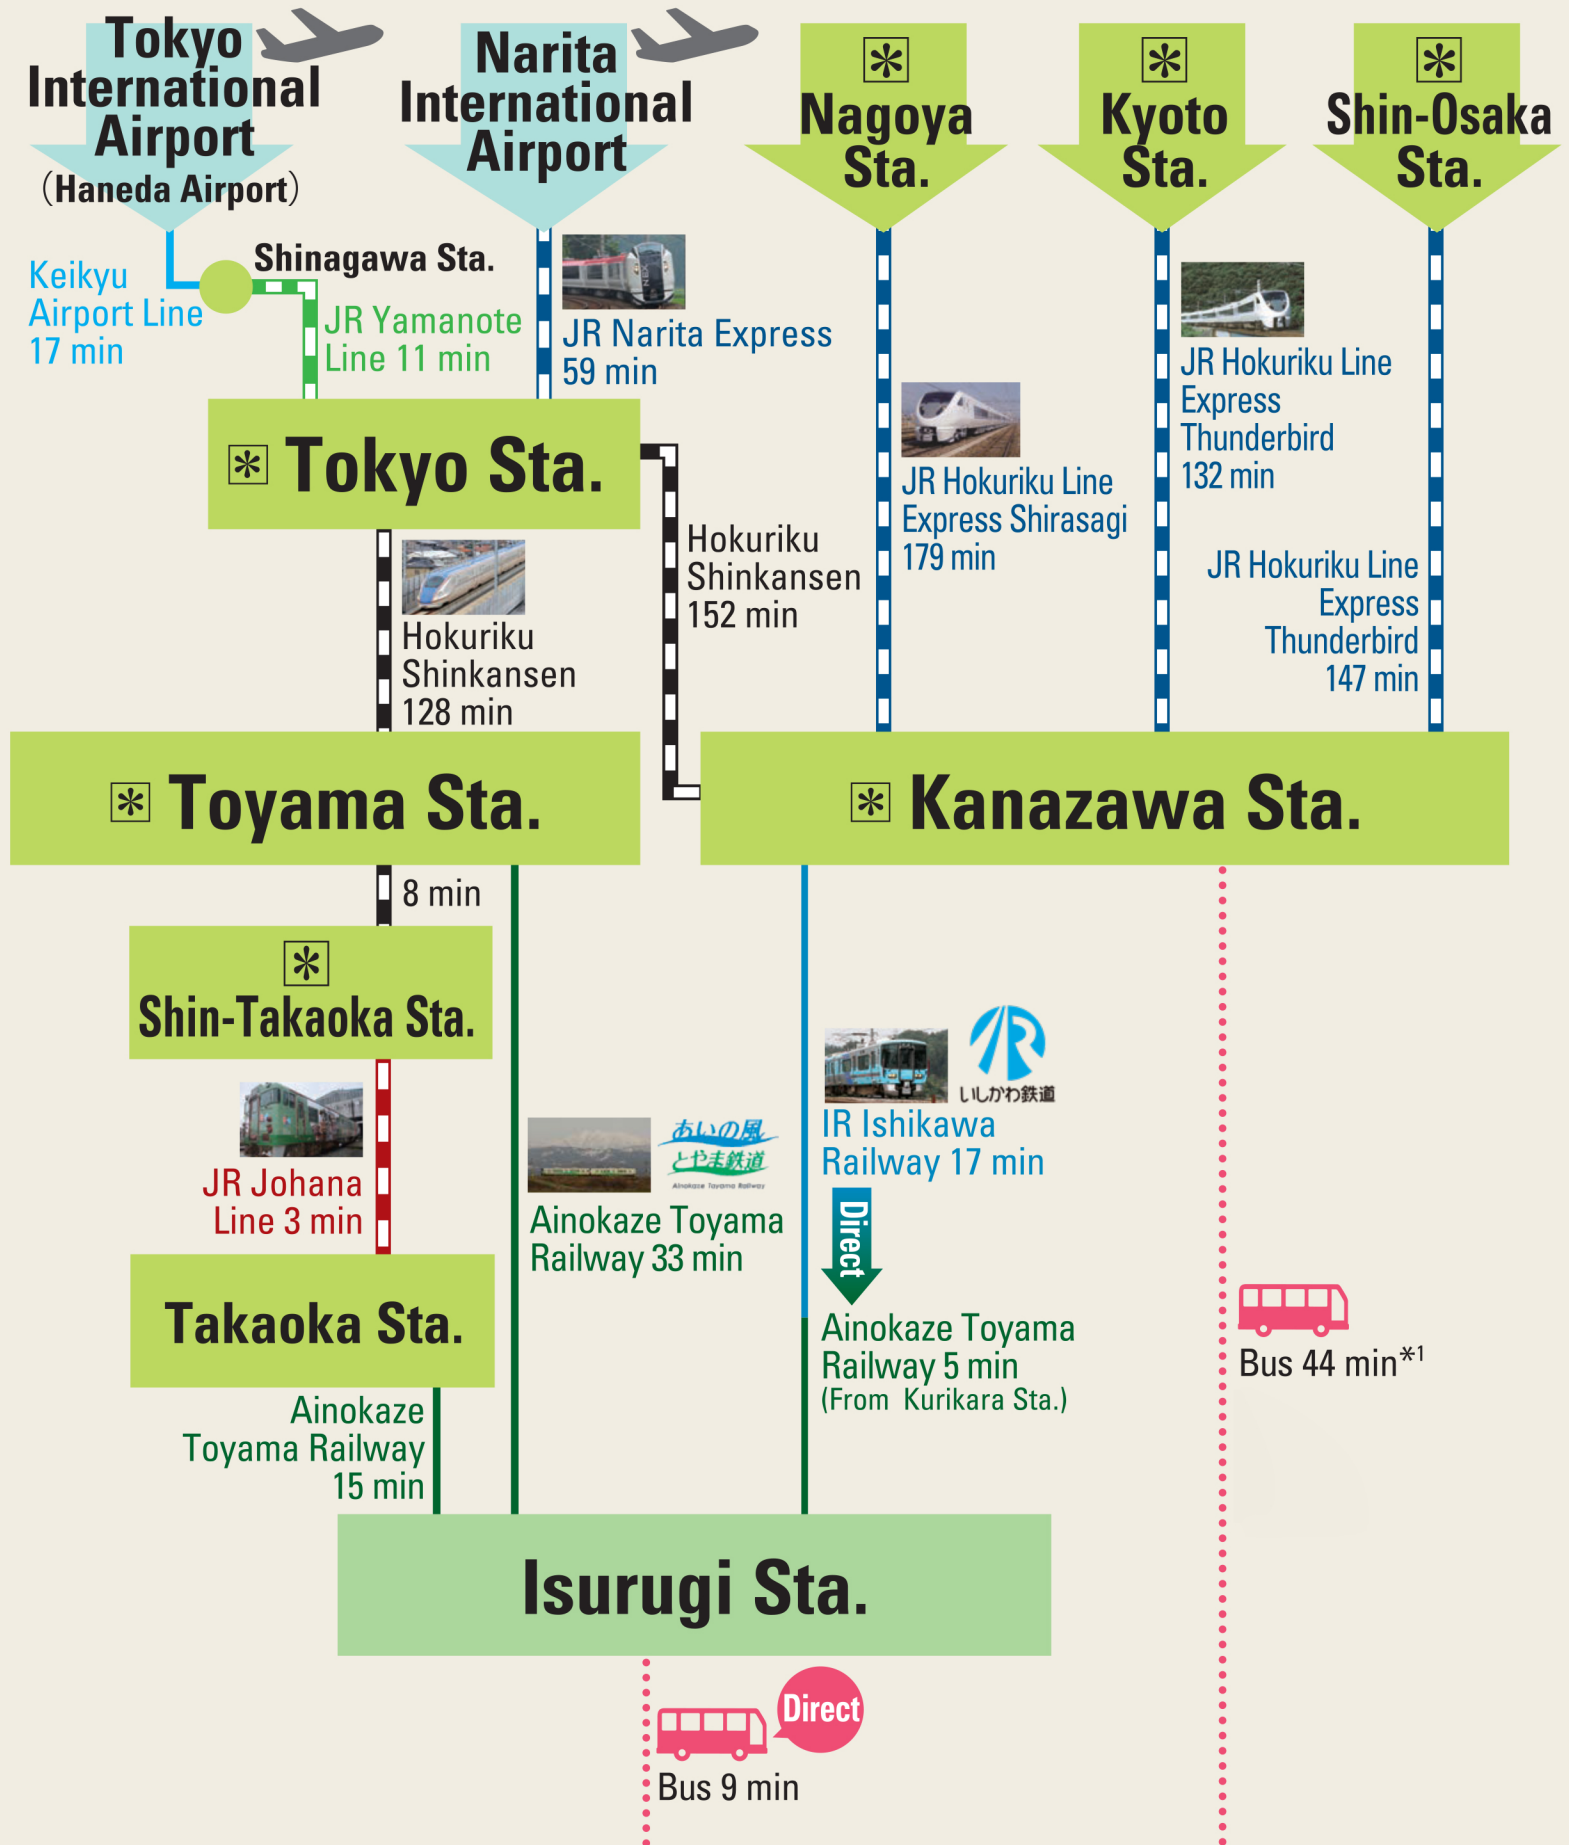 Tokyo
International
Airport
（Haneda Airport）
Narita
International
Airport
* Nagoya
Sta.
* Kyoto
Sta.
* Shin-Osaka
Sta.
Keikyu
Airport Line
17 min
Shinagawa Sta.
JR Yamanote
Line 11 min
JR Narita Express
59 min
JR Hokuriku Line
Express Shirasagi
179 min
JR Hokuriku Line
Express
Thunderbird
132 min
JR Hokuriku Line
Express
Thunderbird
147 min
* Tokyo Sta.
Hokuriku
Shinkansen
128 min
Hokuriku
Shinkansen
152 min
* Toyama Sta.
* Kanazawa Sta.
8 min
*
Shin-Takaoka Sta.
JR Johana
Line 3 min
Takaoka Sta.
Ainokaze
Toyama Railway
15 min
あいの風
とやま鉄道
Ainokaze Toyama Railway
Ainokaze Toyama
Railway 33 min
IR
いしかわ鉄道
IR Ishikawa
Railway 17 min
Direct
Ainokaze Toyama
Railway 5 min
(From Kurikara Sta.)
Bus 44 min*1
Isurugi Sta.
Direct
Bus 9 min